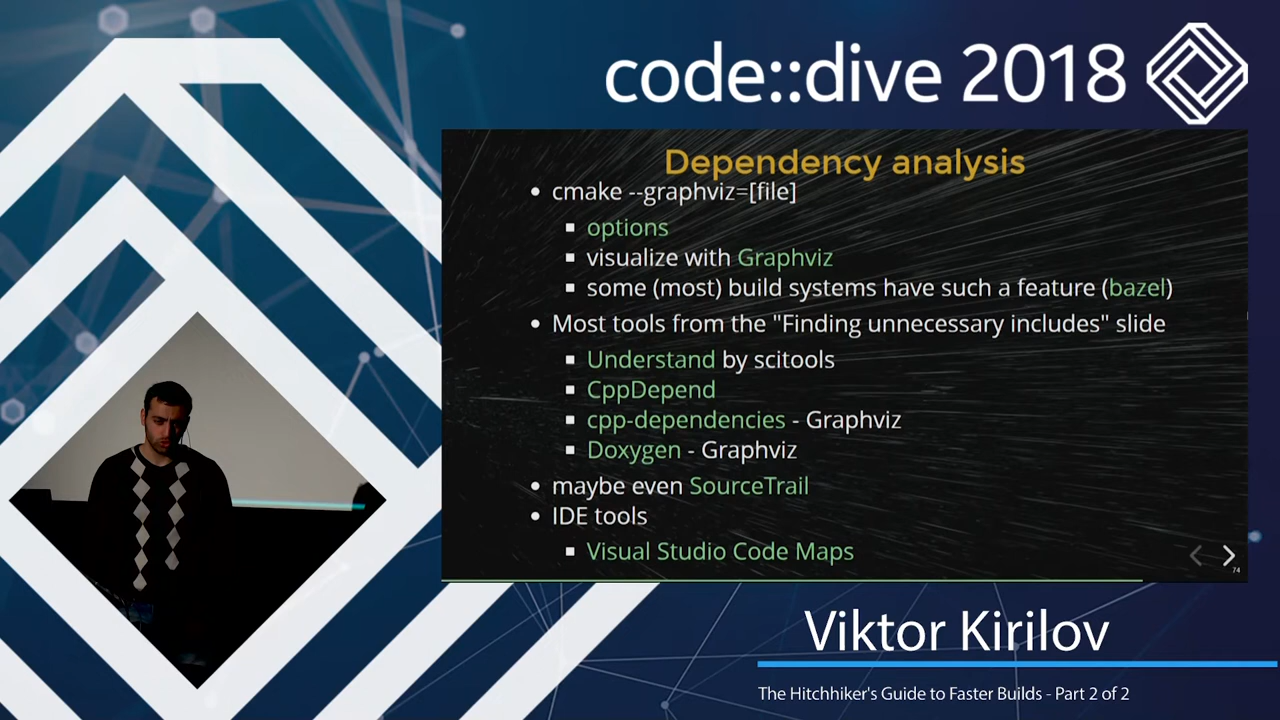 code::dive 2018
Dependency analysis
• cmake --graphviz=[file]
▪ options
▪ visualize with Graphviz
▪ some (most) build systems have such a feature (bazel)
• Most tools from the "Finding unnecessary includes" slide
▪ Understand by scitools
▪ CppDepend
▪ cpp-dependencies - Graphviz
▪ Doxygen - Graphviz
• maybe even SourceTrail
• IDE tools
▪ Visual Studio Code Maps
74
Viktor Kirilov
The Hitchhiker's Guide to Faster Builds - Part 2 of 2